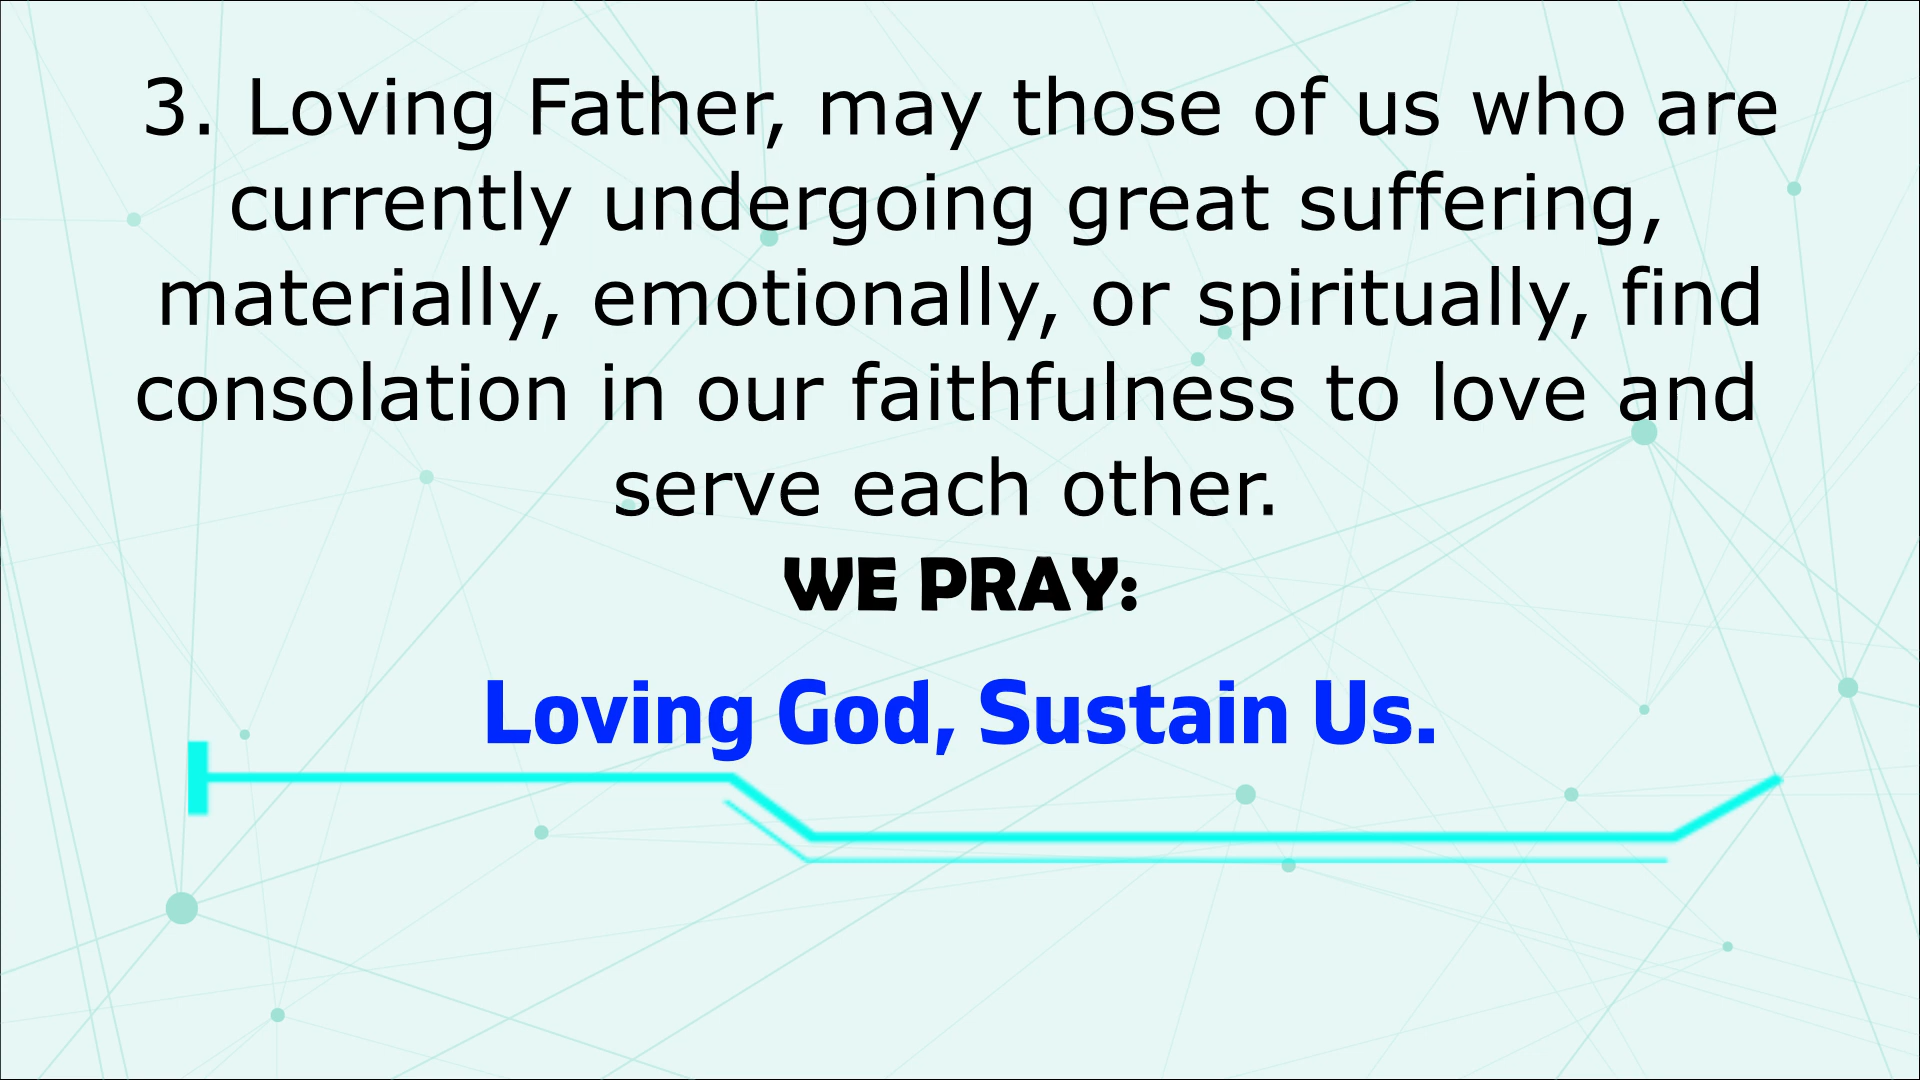 3. Loving Father, may those of us who are
currently undergoing great suffering,
materially, emotionally, or spiritually, find
consolation in our faithfulness to love and
serve each other.
WE PRAY:
Loving God, Sustain Us.